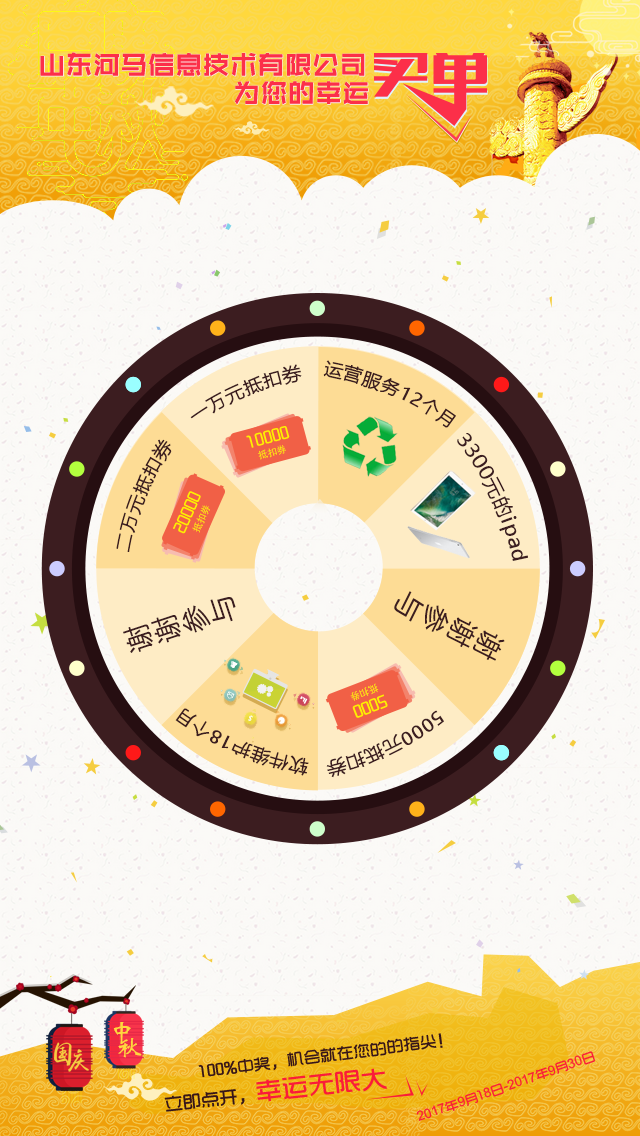 山东河马信息技术有限公司
为您的幸运
买单
运营服务12个月
3300元的ipad
谢谢参与
5000元抵扣券
5000
抵扣券
软件维护18个月
谢谢参与
二万元抵扣券
20000
抵扣券
一万元抵扣券
10000
抵扣券
国庆
中秋
100%中奖，机会就在您的的指尖！
立即点开，幸运无限大
2017年9月18日-2017年9月30日